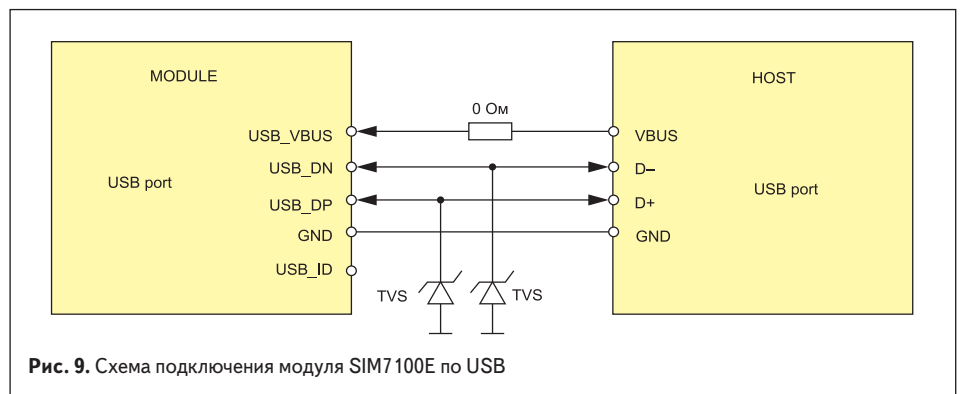 MODULE
HOST
0 Ом
USB_VBUS
VBUS
USB_DN
D–
USB port
USB port
USB_DP
D+
GND
GND
USB_ID
TVS
TVS
Рис. 9. Схема подключения модуля SIM7100E по USB